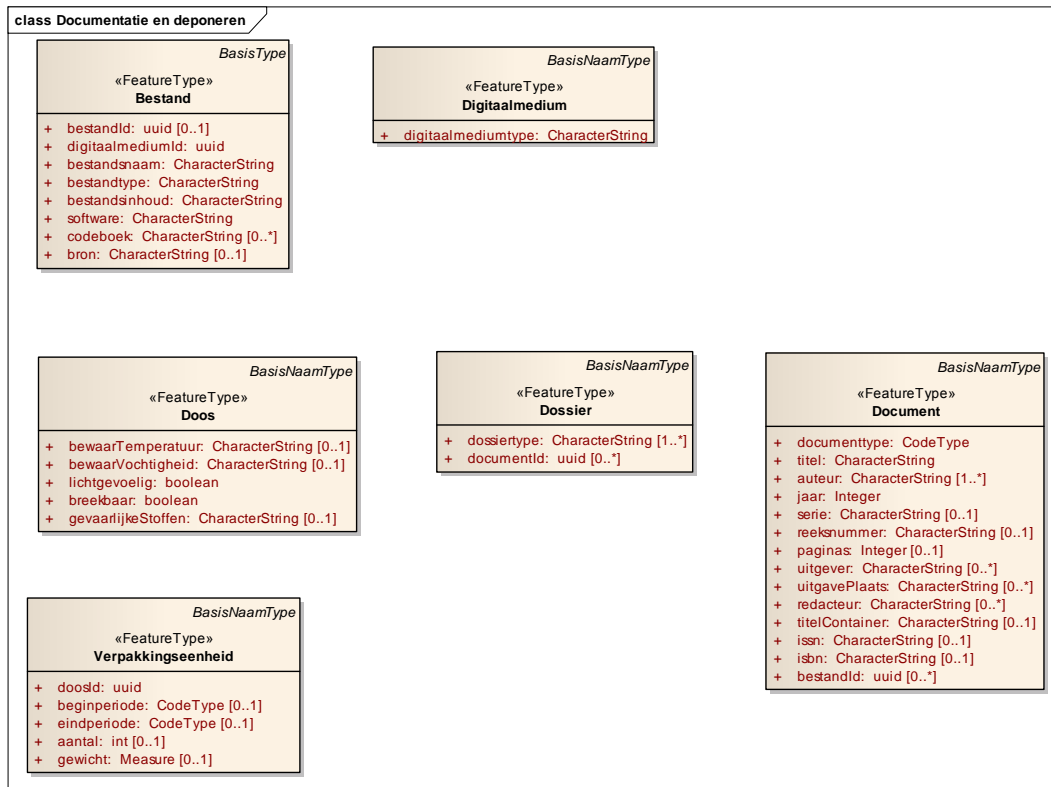 class Documentatie en deponeren
BasisType
«FeatureType»
Bestand
+ bestandId: uuid [0..1]
+ digitaalmediumId: uuid
+ bestandsnaam: CharacterString
+ bestandtype: CharacterString
+ bestandsinhoud: CharacterString
+ software: CharacterString
+ codeboek: CharacterString [0..*]
+ bron: CharacterString [0..1]
BasisNaamType
«FeatureType»
Digitaalmedium
+ digitaalmediumtype: CharacterString
BasisNaamType
«FeatureType»
Doos
+ bewaarTemperatuur: CharacterString [0..1]
+ bewaarVochtigheid: CharacterString [0..1]
+ lichtgevoelig: boolean
+ breekbaar: boolean
+ gevaarlijkeStoffen: CharacterString [0..1]
BasisNaamType
«FeatureType»
Dossier
+ dossiertype: CharacterString [1..*]
+ documentId: uuid [0..*]
BasisNaamType
«FeatureType»
Document
+ documenttype: CodeType
+ titel: CharacterString
+ auteur: CharacterString [1..*]
+ jaar: Integer
+ serie: CharacterString [0..1]
+ reeksnummer: CharacterString [0..1]
+ paginas: Integer [0..1]
+ uitgever: CharacterString [0..*]
+ uitgavePlaats: CharacterString [0..*]
+ redacteur: CharacterString [0..*]
+ titelContainer: CharacterString [0..1]
+ issn: CharacterString [0..1]
+ isbn: CharacterString [0..1]
+ bestandId: uuid [0..*]
BasisNaamType
«FeatureType»
Verpakkingseenheid
+ doosId: uuid
+ beginperiode: CodeType [0..1]
+ eindperiode: CodeType [0..1]
+ aantal: int [0..1]
+ gewicht: Measure [0..1]